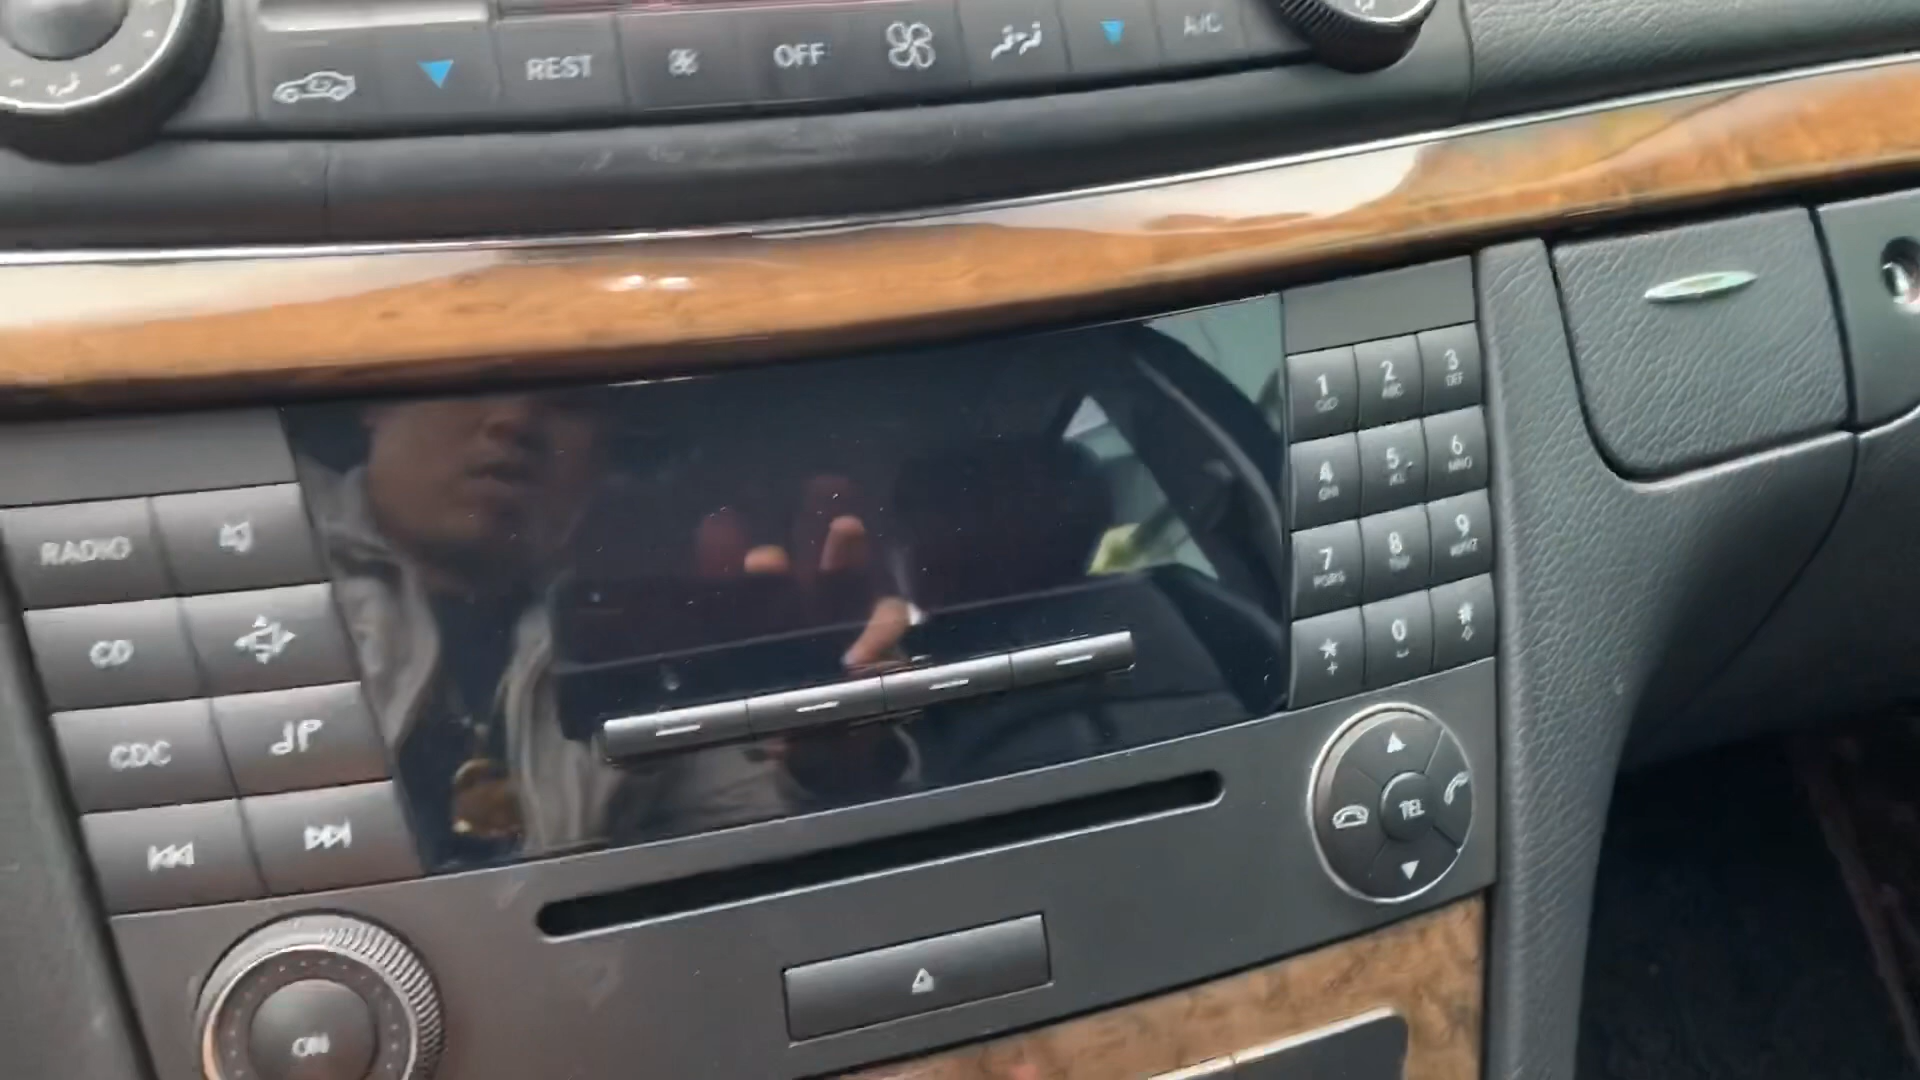 REST OFF A/C
RADIO
CD
CDC
ON
1
2 ABC
3 DEF
4 GHI
5 JKL
6 MNO
7 PQRS
8 TUV
9 WXYZ
*
+
0
#
TEL